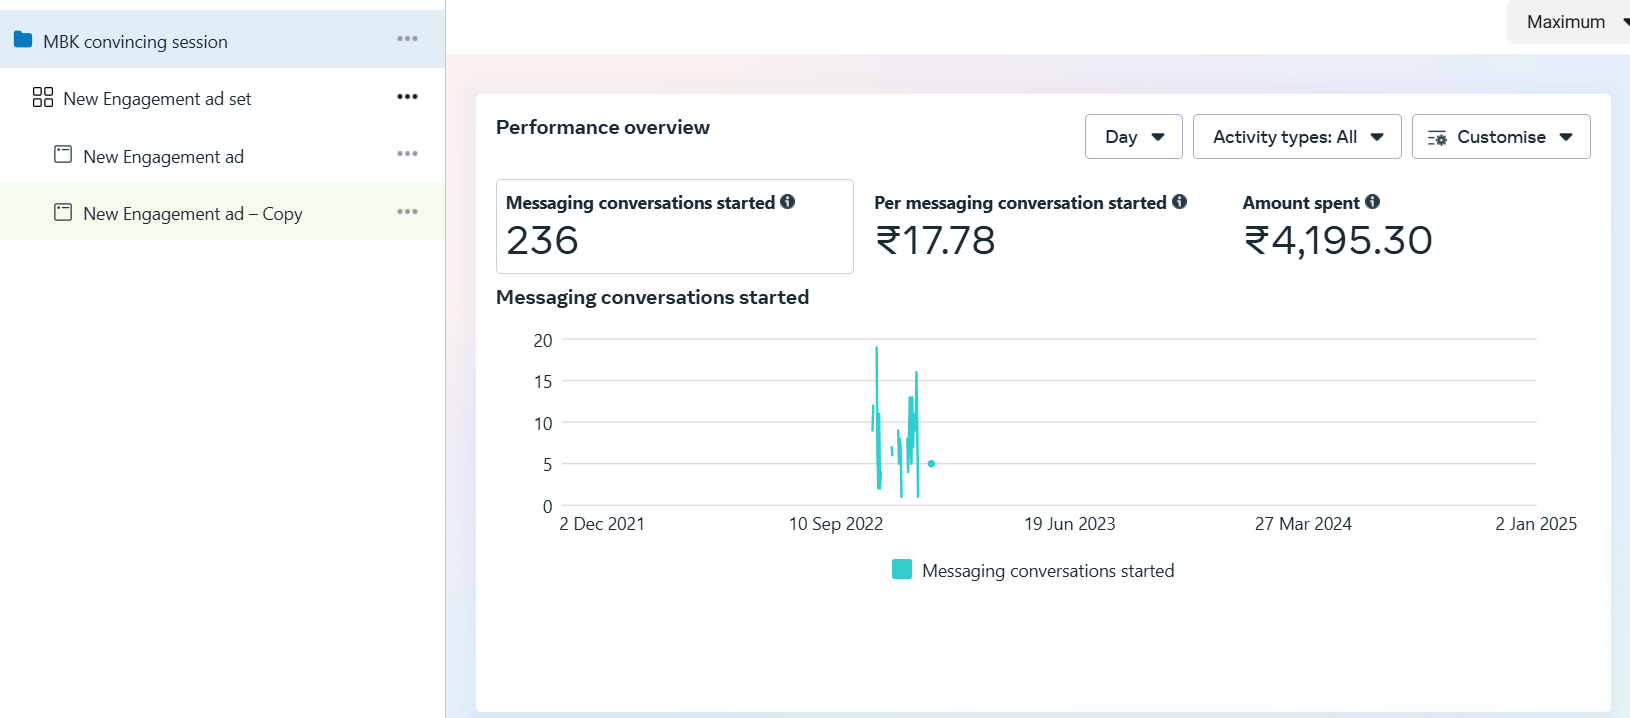 MBK convincing session
New Engagement ad set
New Engagement ad
New Engagement ad – Copy
Maximum
Performance overview
Day
Activity types: All
Customise
Messaging conversations started
236
Per messaging conversation started
₹17.78
Amount spent
₹4,195.30
Messaging conversations started
20
15
10
5
0
2 Dec 2021
10 Sep 2022
19 Jun 2023
27 Mar 2024
2 Jan 2025
Messaging conversations started